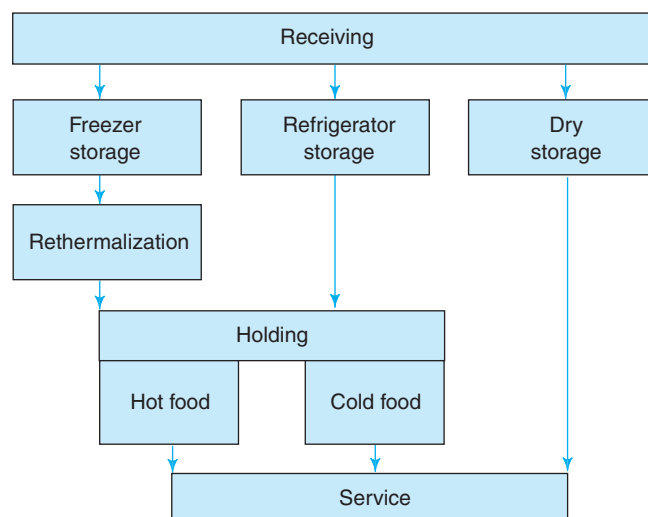 Receiving
Freezer
storage
Refrigerator
storage
Dry
storage
Rethermalization
Holding
Hot food
Cold food
Service